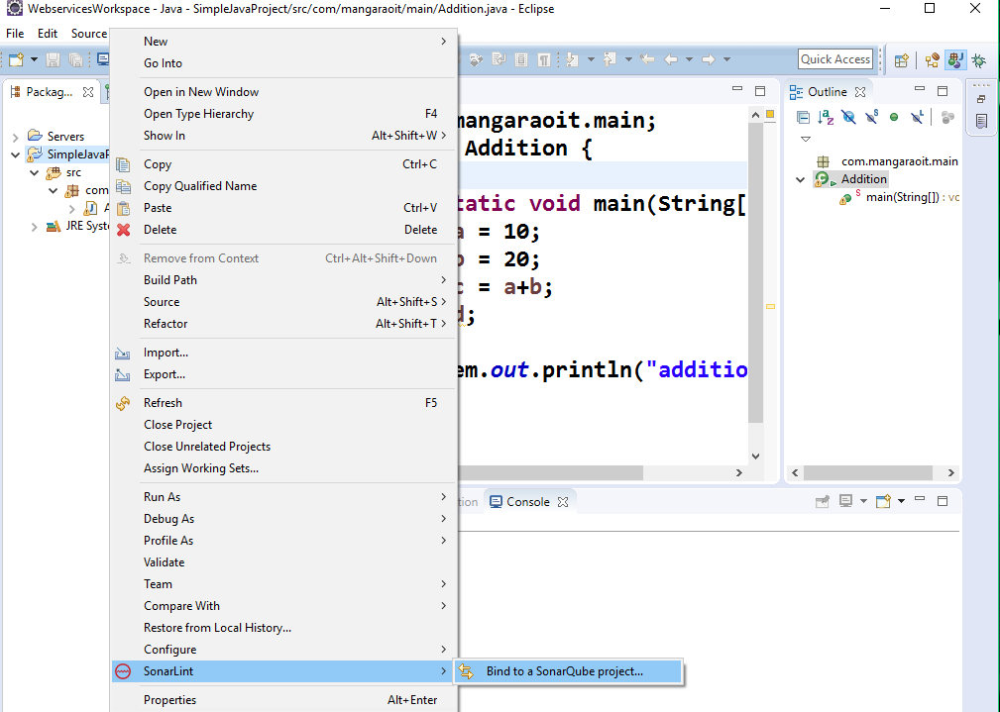 WebservicesWorkspace - Java - SimpleJavaProject/src/com/mangaraoit/main/Addition.java - Eclipse
File Edit Source
Quick Access
Packag...
Servers
SimpleJavaP
src
com
JRE Syste
New
Go Into
Open in New Window
Open Type Hierarchy F4
Show In Alt+Shift+W
Copy Ctrl+C
Copy Qualified Name
Paste Ctrl+V
Delete Delete
Remove from Context Ctrl+Alt+Shift+Down
Build Path
Source Alt+Shift+S
Refactor Alt+Shift+T
Import...
Export...
Refresh F5
Close Project
Close Unrelated Projects
Assign Working Sets...
Run As
Debug As
Profile As
Validate
Team
Compare With
Restore from Local History...
Configure
SonarLint
Properties Alt+Enter
Bind to a SonarQube project...
mangaraoit.main;
Addition {
tatic void main(String[
a = 10;
b = 20;
c = a+b;
d;
em.out.println("additio
Outline
com.mangaraoit.main
Addition
main(String[]) : vc
tion
Console